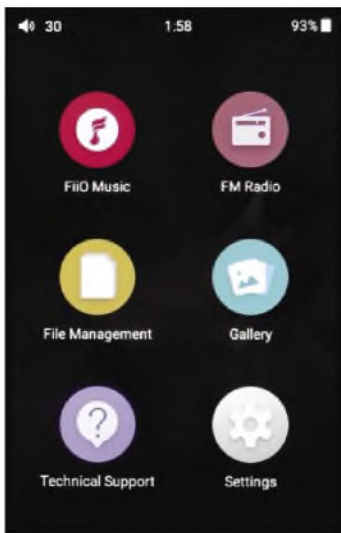 30 1:58 93%
FiiO Music FM Radio
File Management Gallery
Technical Support Settings